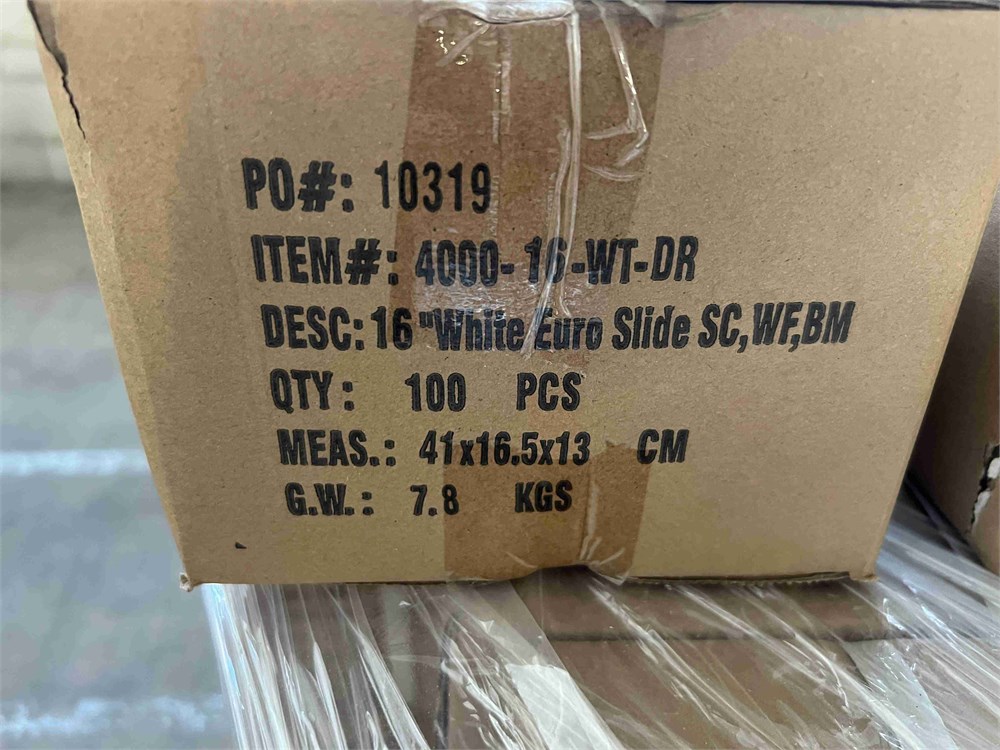 PO#: 10319
ITEM#: 4000-16-WT-DR
DESC: 16"White Euro Slide SC,WF,BM
QTY: 100 PCS
MEAS.: 41x16.5x13 CM
G.W.: 7.8 KGS